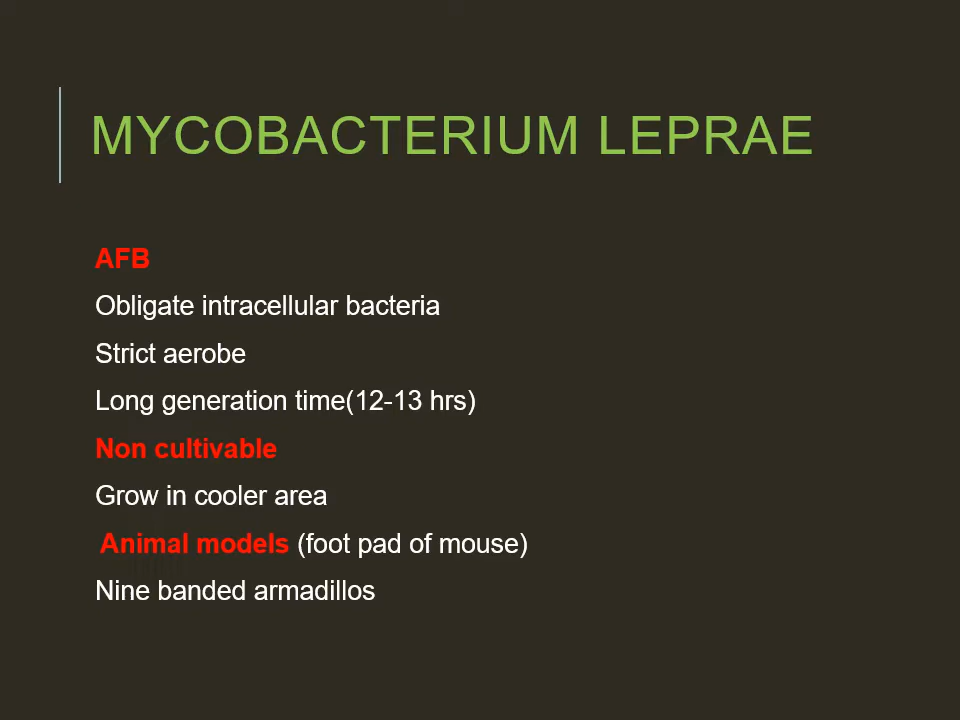 MYCOBACTERIUM LEPRAE
AFB
Obligate intracellular bacteria
Strict aerobe
Long generation time(12-13 hrs)
Non cultivable
Grow in cooler area
Animal models (foot pad of mouse)
Nine banded armadillos